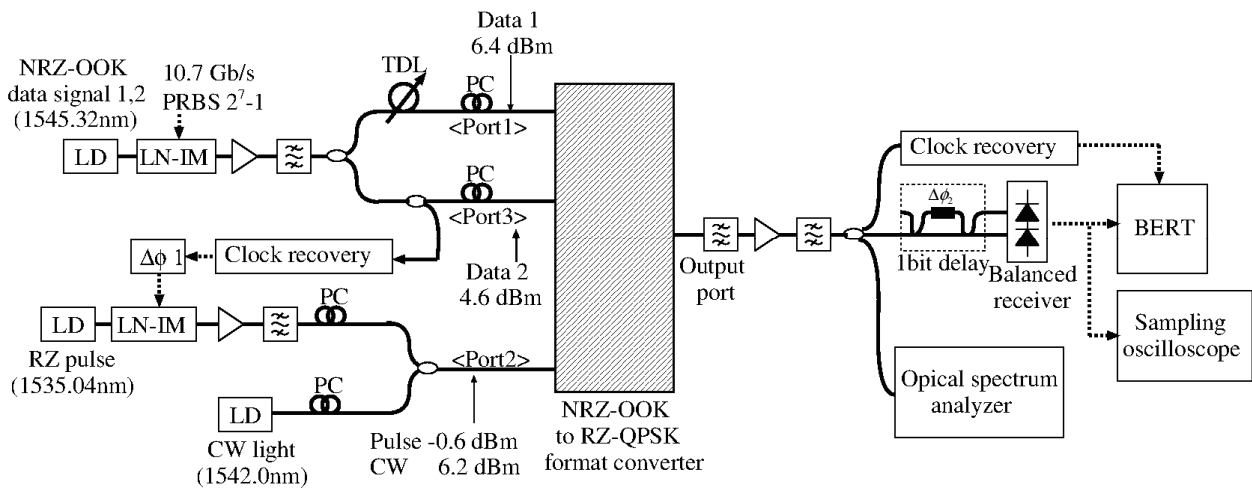 NRZ-OOK
data signal 1,2
(1545.32nm)
10.7 Gb/s
PRBS 2⁷-1
LD
LN-IM
TDL
PC
Data 1
6.4 dBm
<Port1>
PC
<Port3>
Data 2
4.6 dBm
Δϕ 1
Clock recovery
LD
LN-IM
PC
RZ pulse
(1535.04nm)
PC
LD
CW light
(1542.0nm)
<Port2>
Pulse -0.6 dBm
CW 6.2 dBm
NRZ-OOK
to RZ-QPSK
format converter
Output
port
Clock recovery
Δϕ₂
1bit delay
Balanced
receiver
BERT
Sampling
oscilloscope
Opical spectrum
analyzer